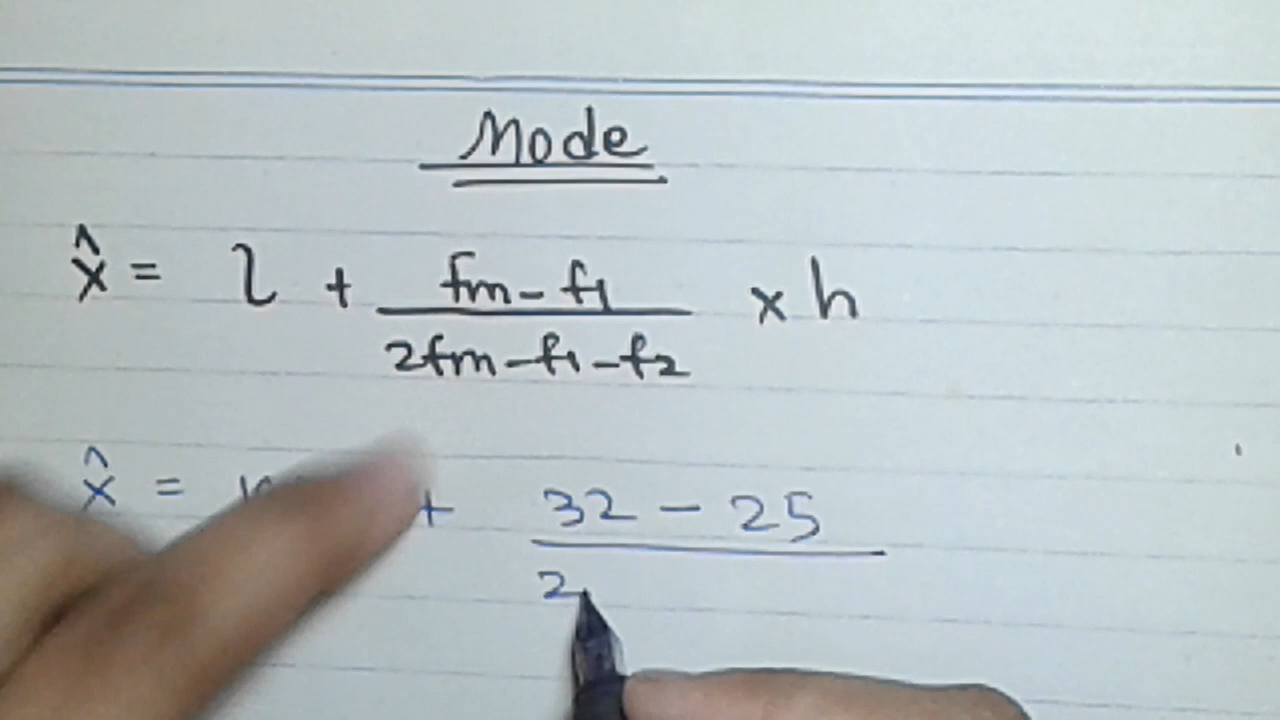 Mode
x̂ = l + fm - f1 / 2fm - f1 - f2 × h
x̂ = + 32 - 25 / 2